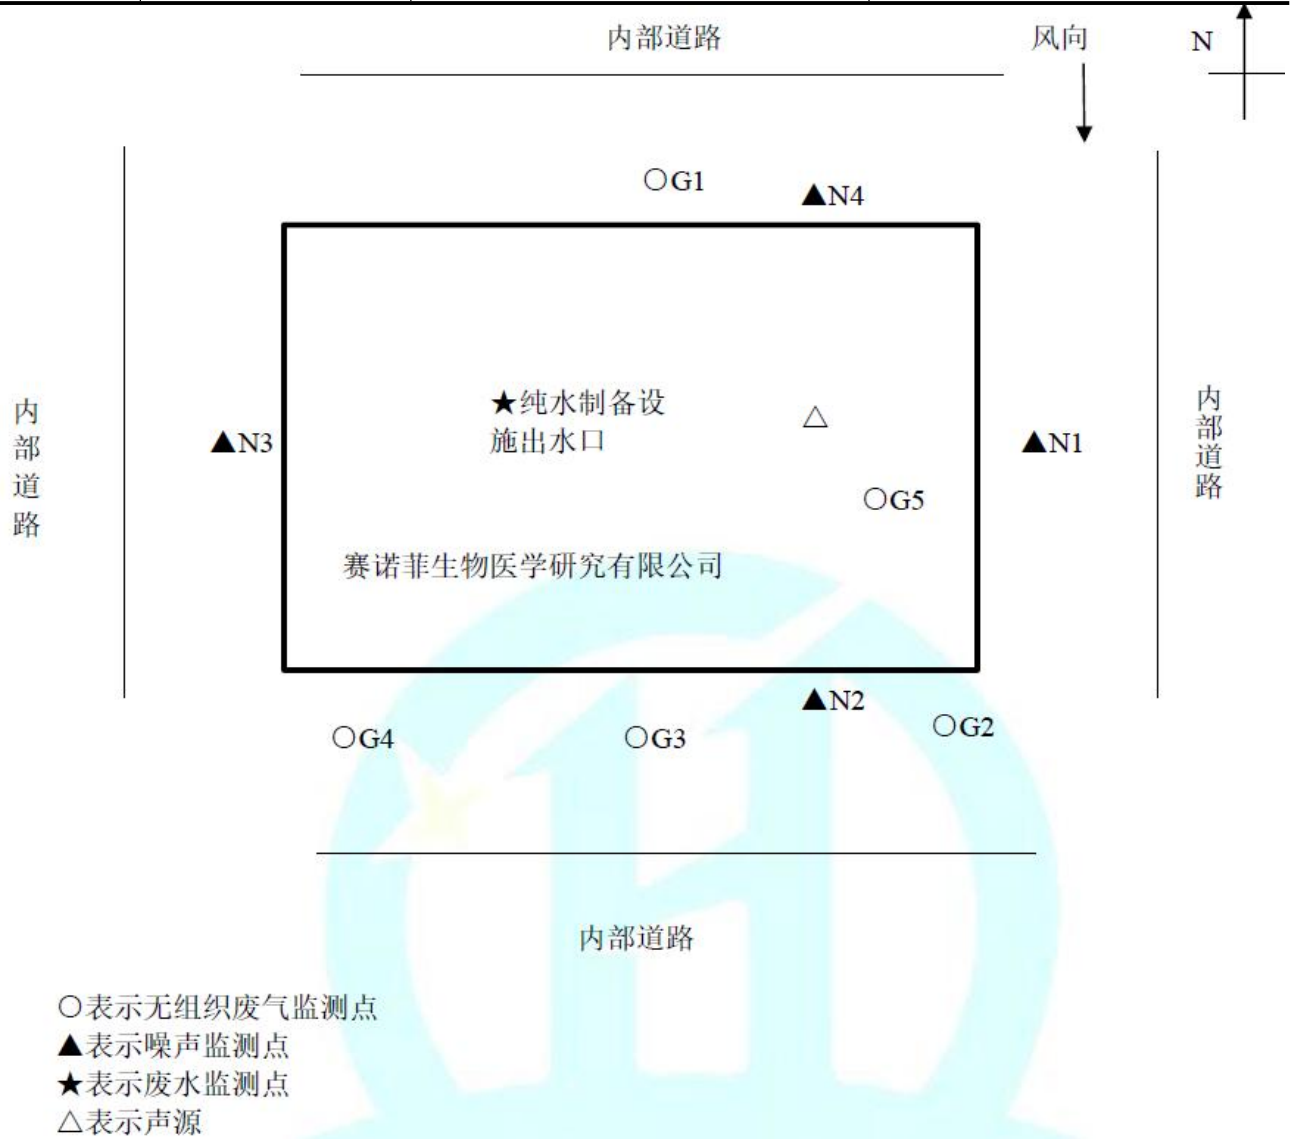 内部道路
风向
N
○G1
▲N4
内部道路
★纯水制备设
施出水口
△
内部道路
▲N3
▲N1
○G5
赛诺菲生物医学研究有限公司
▲N2
○G2
○G4
○G3
内部道路
○表示无组织废气监测点
▲表示噪声监测点
★表示废水监测点
△表示声源